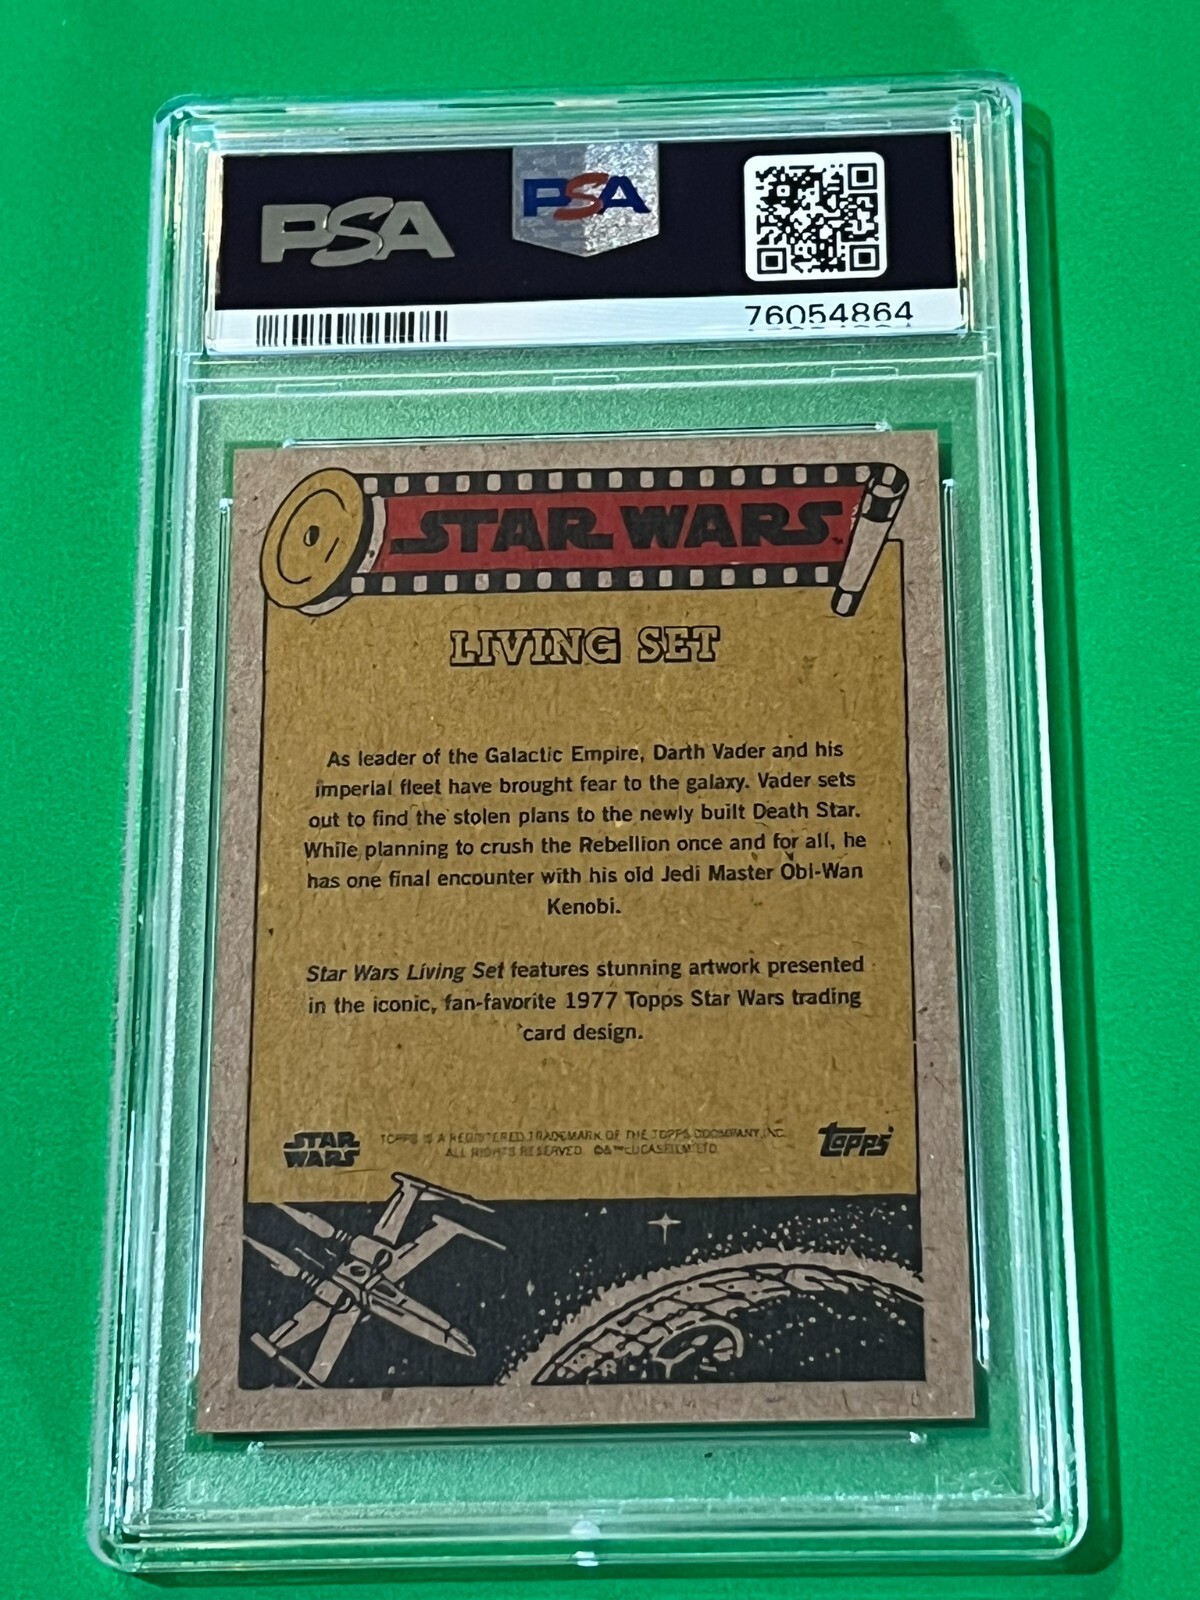 PSA
PSA
76054864
STAR WARS
LIVING SET
As leader of the Galactic Empire, Darth Vader and his
imperial fleet have brought fear to the galaxy. Vader sets
out to find the stolen plans to the newly built Death Star.
While planning to crush the Rebellion once and for all, he
has one final encounter with his old Jedi Master Obi-Wan
Kenobi.
Star Wars Living Set features stunning artwork presented
in the iconic, fan-favorite 1977 Topps Star Wars trading
card design.
STAR
WARS
TOPPS IS A REGISTERED TRADEMARK OF THE TOPPS COMPANY, INC.
ALL RIGHTS RESERVED. ©& ™ LUCASFILM LTD.
topps